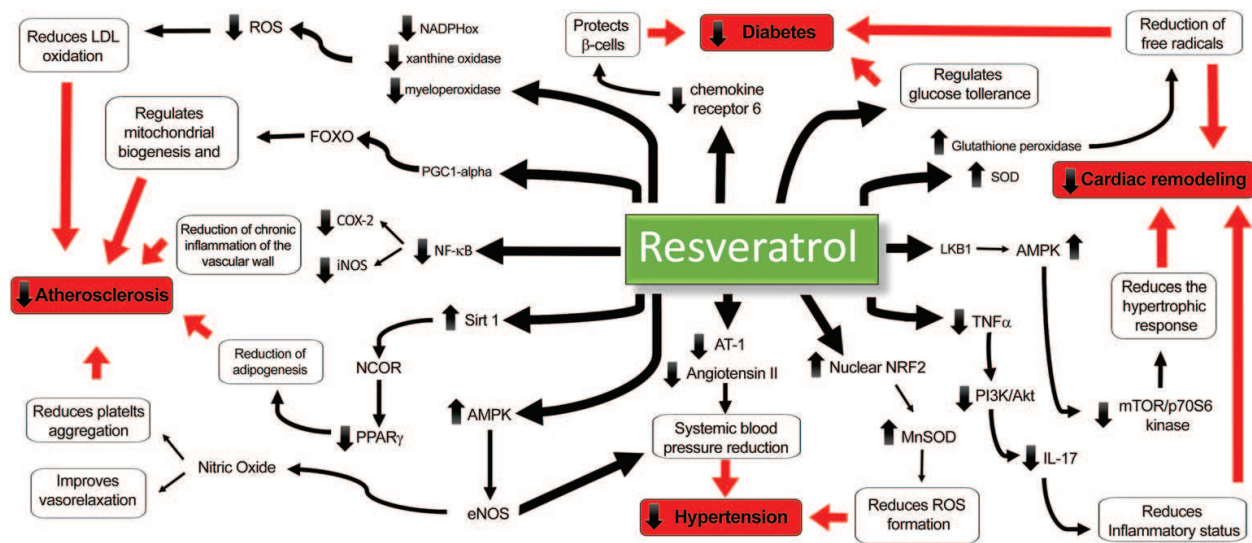 Reduces LDL
oxidation
ROS
NADPHox
xanthine oxidase
myeloperoxidase
Protects
β-cells
Diabetes
Reduction of
free radicals
chemokine
receptor 6
Regulates
glucose tollerance
Regulates
mitochondrial
biogenesis and
FOXO
PGC1-alpha
Glutathione peroxidase
SOD
Cardiac remodeling
Reduction of chronic
inflammation of the
vascular wall
COX-2
iNOS
NF-κB
Resveratrol
LKB1
AMPK
Atherosclerosis
Reduces the
hypertrophic
response
Sirt 1
NCOR
PPARγ
Reduction of
adipogenesis
AT-1
Angiotensin II
Nuclear NRF2
TNFα
PI3K/Akt
mTOR/p70S6
kinase
Reduces platelts
aggregation
AMPK
Systemic blood
pressure reduction
MnSOD
IL-17
Improves
vasorelaxation
Nitric Oxide
eNOS
Hypertension
Reduces ROS
formation
Reduces
Inflammatory status